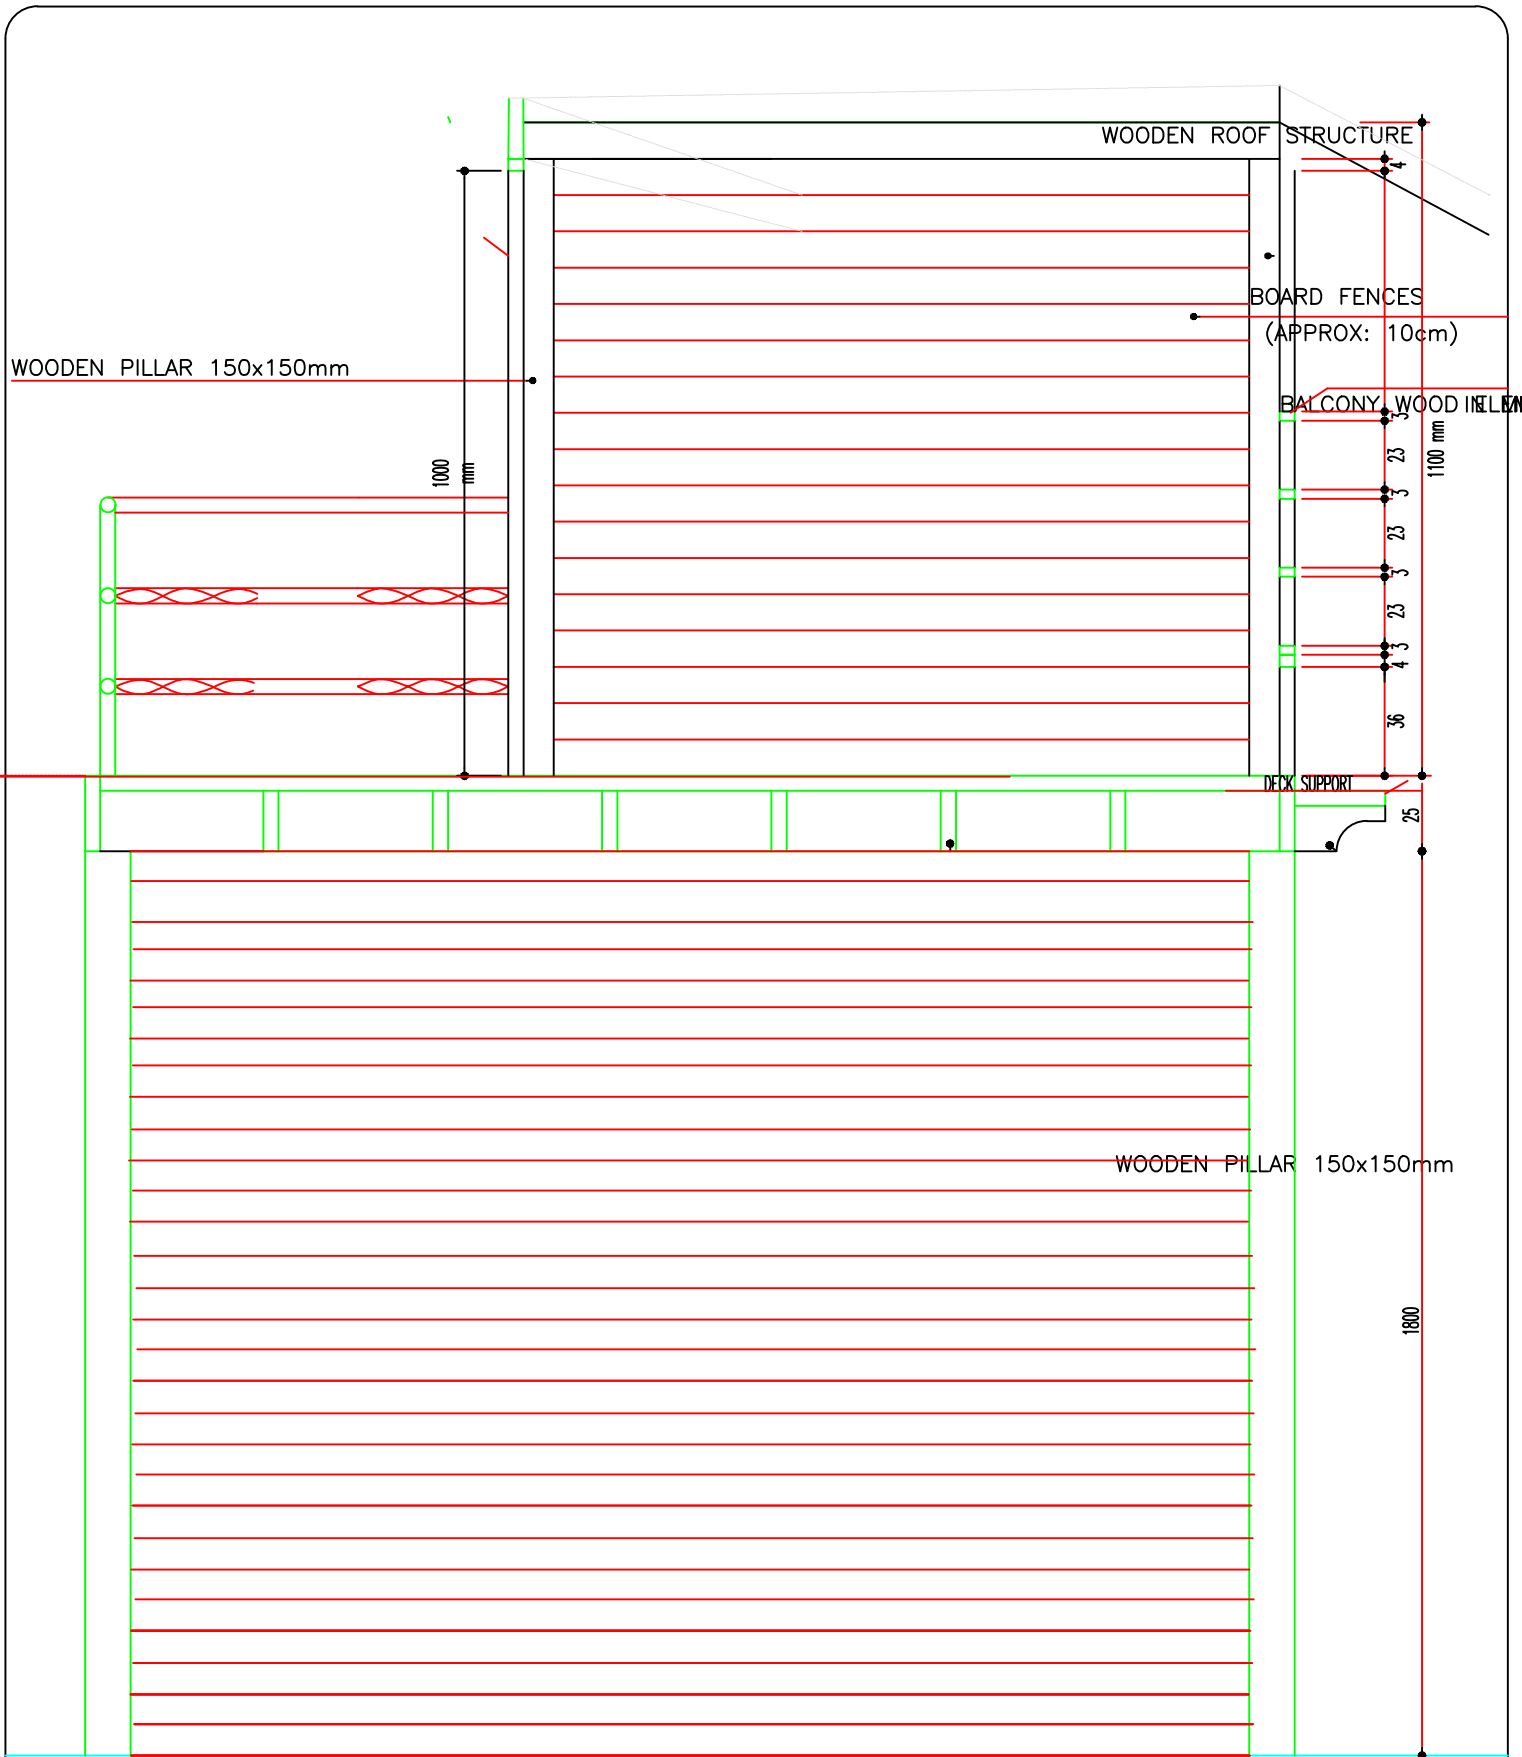 WOODEN ROOF STRUCTURE
4
BOARD FENCES
(APPROX: 10cm)
WOODEN PILLAR 150x150mm
BALCONY WOOD
3
23
1100 mm
1000 mm
3
23
3
23
3
4
36
DECK SUPPORT
25
WOODEN PILLAR 150x150mm
1800